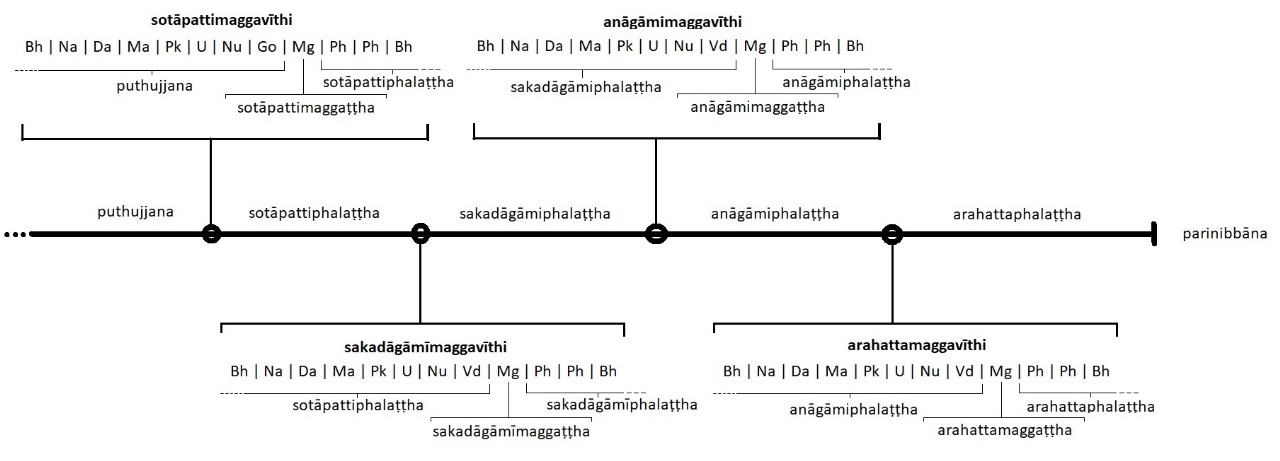 sotāpattimaggavīthi
Bh | Na | Da | Ma | Pk | U | Nu | Go | Mg | Ph | Ph | Bh
puthujjana
sotāpattiphalaṭṭha
sotāpattimaggaṭṭha
anāgāmimaggavīthi
Bh | Na | Da | Ma | Pk | U | Nu | Vd | Mg | Ph | Ph | Bh
sakadāgāmiphalaṭṭha
anāgāmiphalaṭṭha
anāgāmimaggaṭṭha
puthujjana
sotāpattiphalaṭṭha
sakadāgāmiphalaṭṭha
anāgāmiphalaṭṭha
arahattaphalaṭṭha
parinibbāna
sakadāgāmīmaggavīthi
Bh | Na | Da | Ma | Pk | U | Nu | Vd | Mg | Ph | Ph | Bh
sotāpattiphalaṭṭha
sakadāgāmīphalaṭṭha
sakadāgāmīmaggaṭṭha
arahattamaggavīthi
Bh | Na | Da | Ma | Pk | U | Nu | Vd | Mg | Ph | Ph | Bh
anāgāmiphalaṭṭha
arahattaphalaṭṭha
arahattamaggaṭṭha